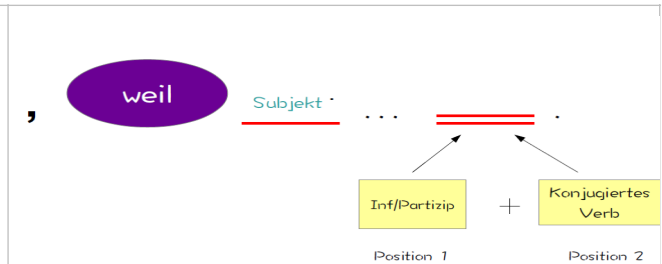 , weil Subjekt . ... .
Inf/Partizip + Konjugiertes
Verb
Position 1 Position 2